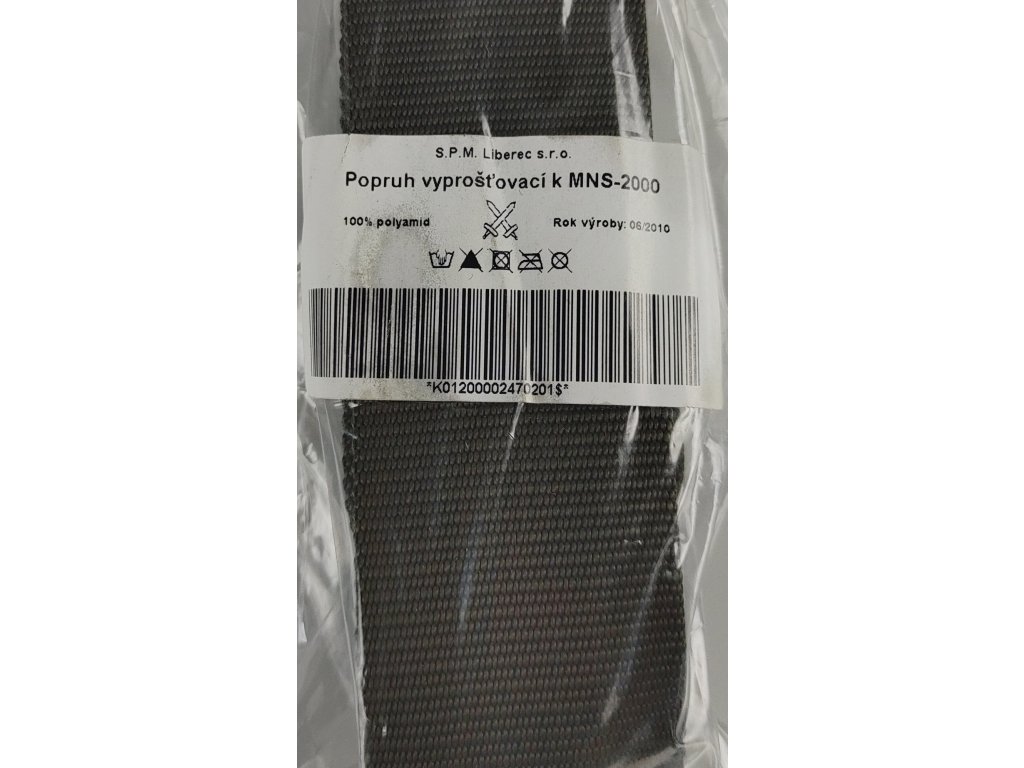 S.P.M. Liberec s.r.o.
Popruh vyprošťovací k MNS-2000
100% polyamid
Rok výroby: 06/2010
*K01200002470201$*